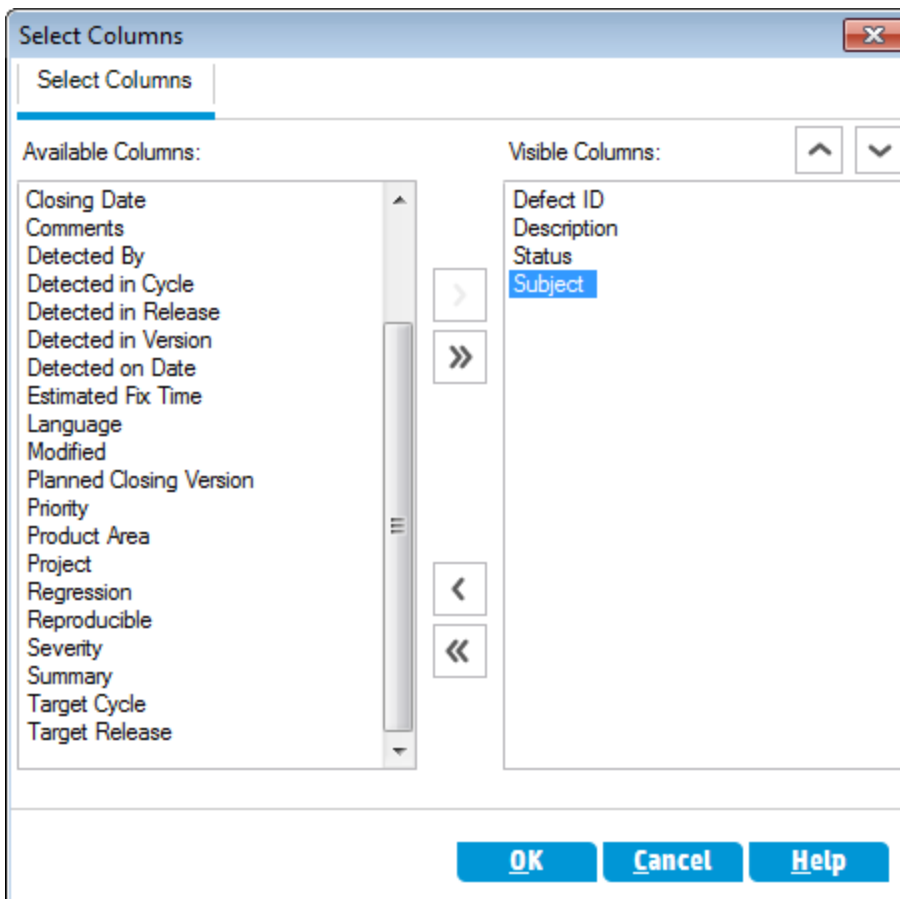 Select Columns
Select Columns
Available Columns:
Closing Date
Comments
Detected By
Detected in Cycle
Detected in Release
Detected in Version
Detected on Date
Estimated Fix Time
Language
Modified
Planned Closing Version
Priority
Product Area
Project
Regression
Reproducible
Severity
Summary
Target Cycle
Target Release
Visible Columns:
Defect ID
Description
Status
Subject
OK Cancel Help